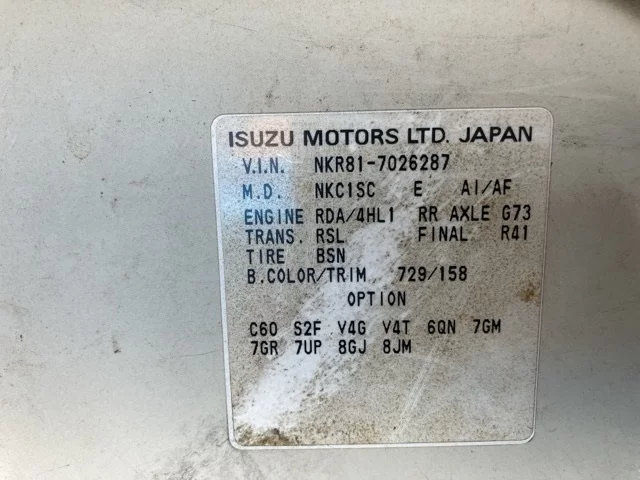 ISUZU MOTORS LTD. JAPAN
V.I.N. NKR81-7026287
M.D. NKC1SC E AI/AF
ENGINE RDA/4HL1 RR AXLE G73
TRANS. RSL FINAL R41
TIRE BSN
B.COLOR/TRIM 729/158
OPTION
C60 S2F V4G V4T 6QN 7GM
7GR 7UP 8GJ 8JM